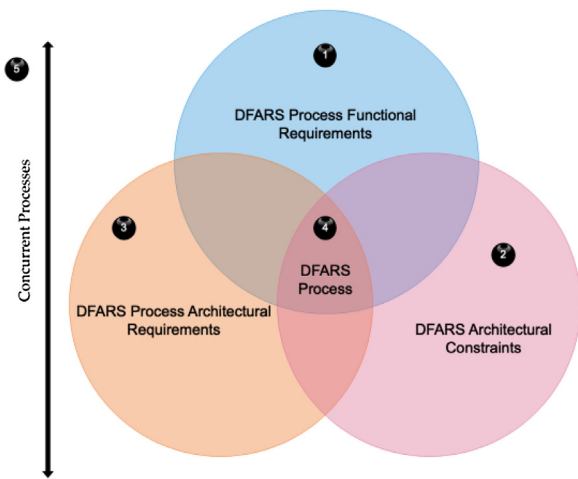 5
1
DFARS Process Functional
Requirements
3
4
2
DFARS
Process
DFARS Process Architectural
Requirements
DFARS Architectural
Constraints
Concurrent Processes